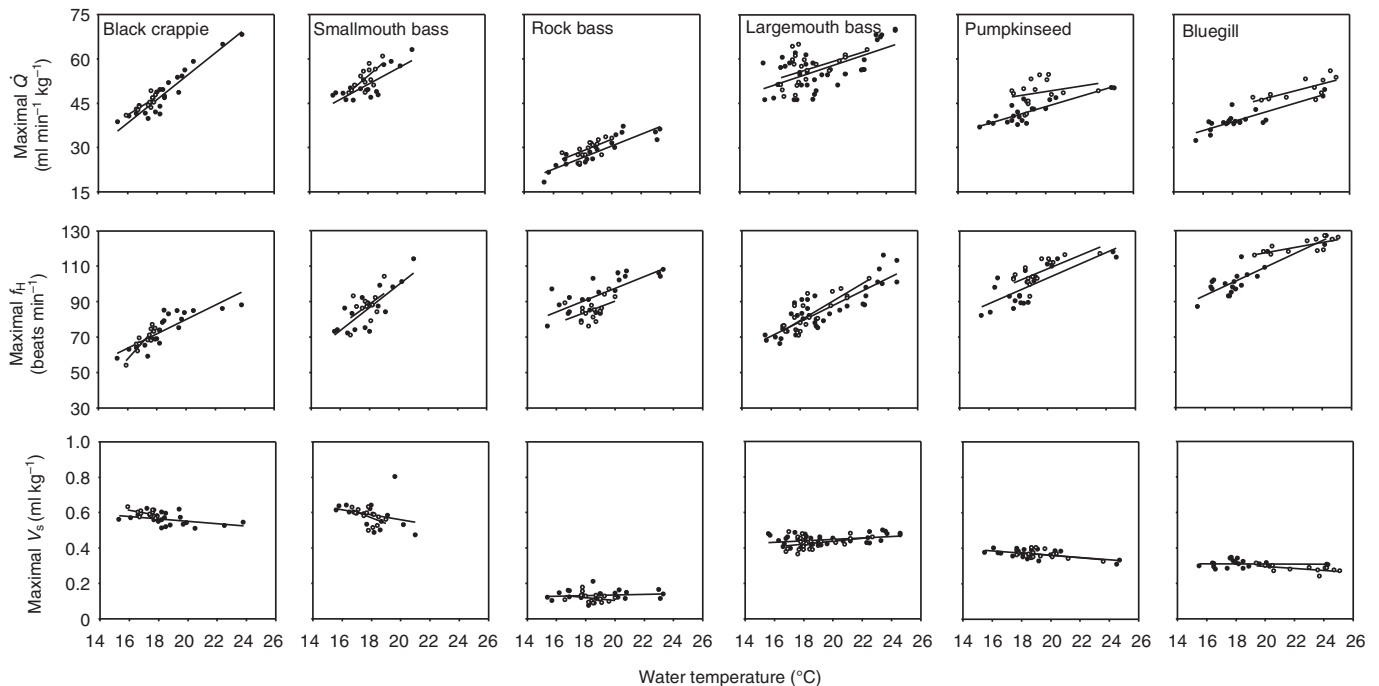 75
60
45
30
15
Maximal Q̇
(ml min⁻¹ kg⁻¹)
Black crappie
Smallmouth bass
Rock bass
Largemouth bass
Pumpkinseed
Bluegill
130
110
90
70
50
30
Maximal fH
(beats min⁻¹)
1.0
0.8
0.6
0.4
0.2
0
Maximal Vs (ml kg⁻¹)
14 16 18 20 22 24 26 14 16 18 20 22 24 26 14 16 18 20 22 24 26 14 16 18 20 22 24 26 14 16 18 20 22 24 26 14 16 18 20 22 24 26
Water temperature (°C)